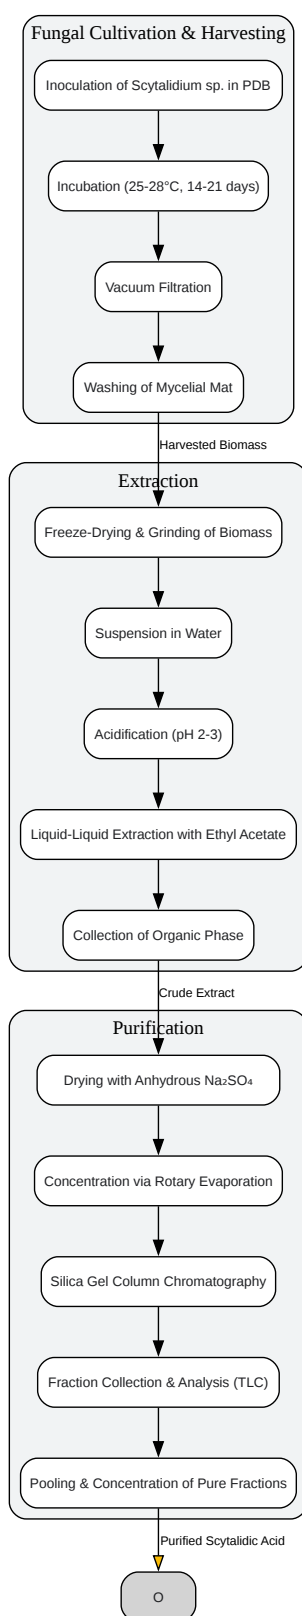 Fungal Cultivation & Harvesting
Inoculation of Scytalidium sp. in PDB
Incubation (25-28°C, 14-21 days)
Vacuum Filtration
Washing of Mycelial Mat
Harvested Biomass
Extraction
Freeze-Drying & Grinding of Biomass
Suspension in Water
Acidification (pH 2-3)
Liquid-Liquid Extraction with Ethyl Acetate
Collection of Organic Phase
Crude Extract
Purification
Drying with Anhydrous Na₂SO₄
Concentration via Rotary Evaporation
Silica Gel Column Chromatography
Fraction Collection & Analysis (TLC)
Pooling & Concentration of Pure Fractions
Purified Scytalidic Acid
O